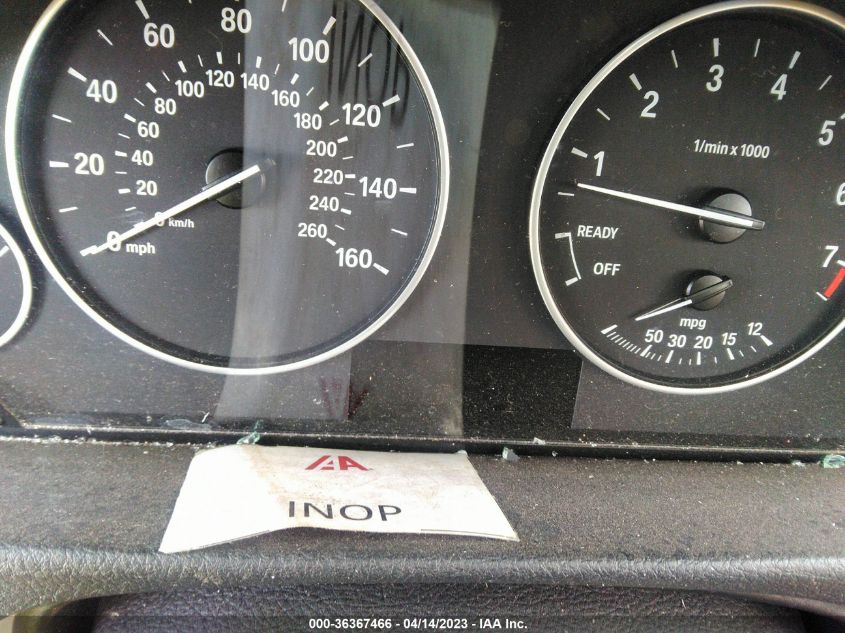 0 20 40 60 80 100 120 140 160
mph
0 20 40 60 80 100 120 140 160 180 200 220 240 260
km/h
1 2 3 4 5 6 7
1/min x 1000
READY
OFF
mpg
50 30 20 15 12
IAA
INOP
000-36367466 - 04/14/2023 - IAA Inc.